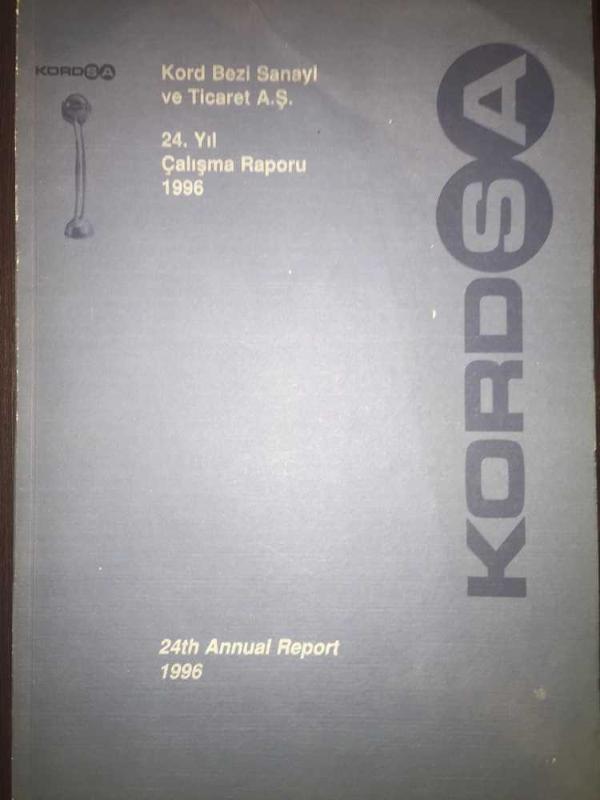 KORDSA
Kord Bezi Sanayi
ve Ticaret A.Ş.
24. Yıl
Çalışma Raporu
1996
KORDSA
24th Annual Report
1996